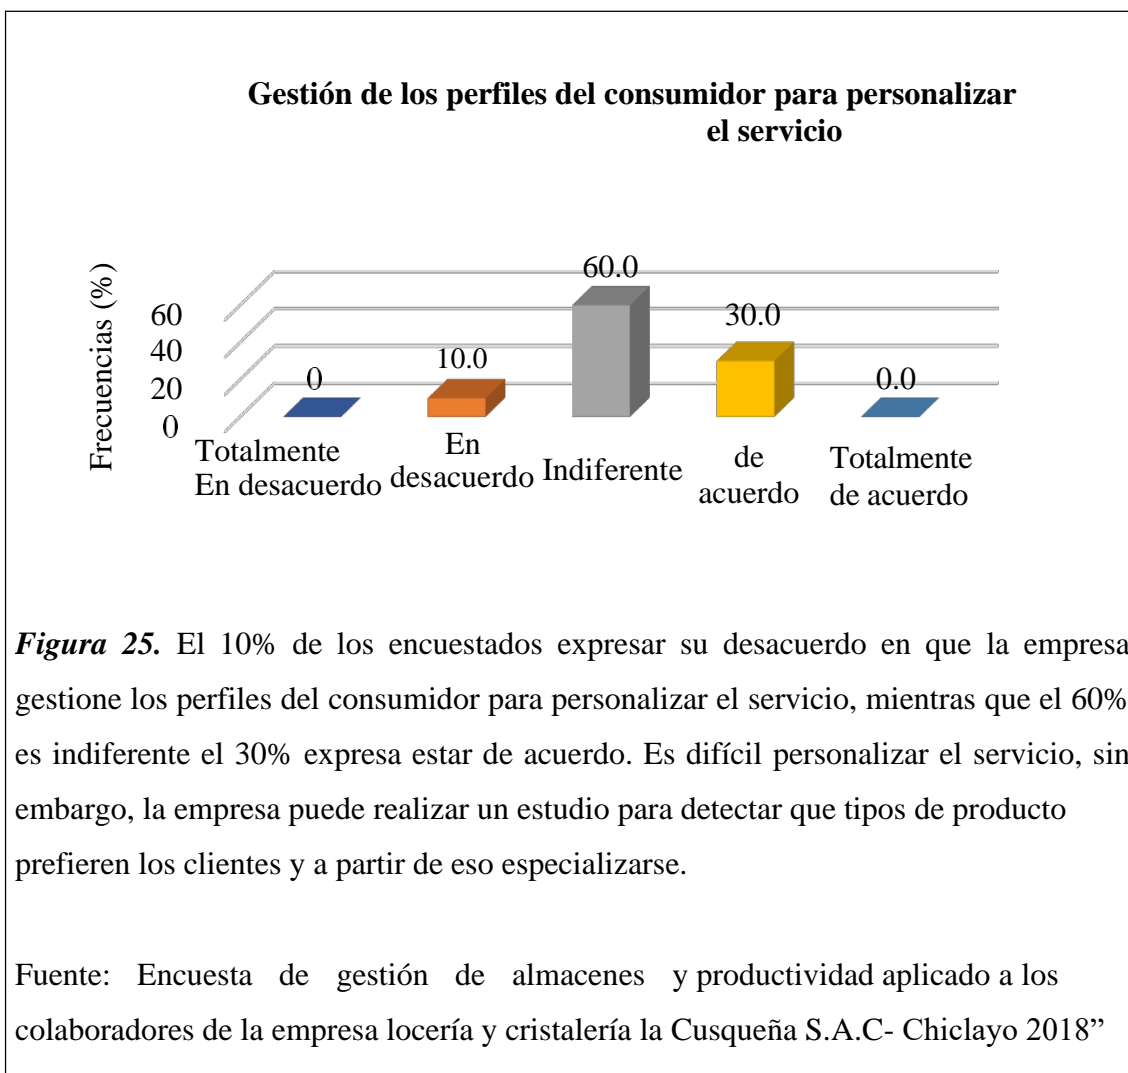 Gestión de los perfiles del consumidor para personalizar
el servicio
Frecuencias (%)
60
40
20
0
0
10.0
60.0
30.0
0.0
Totalmente
En desacuerdo
En
desacuerdo
Indiferente
de
acuerdo
Totalmente
de acuerdo
Figura 25. El 10% de los encuestados expresar su desacuerdo en que la empresa
gestione los perfiles del consumidor para personalizar el servicio, mientras que el 60%
es indiferente el 30% expresa estar de acuerdo. Es difícil personalizar el servicio, sin
embargo, la empresa puede realizar un estudio para detectar que tipos de producto
prefieren los clientes y a partir de eso especializarse.
Fuente: Encuesta de gestión de almacenes y productividad aplicado a los
colaboradores de la empresa locería y cristalería la Cusqueña S.A.C- Chiclayo 2018”